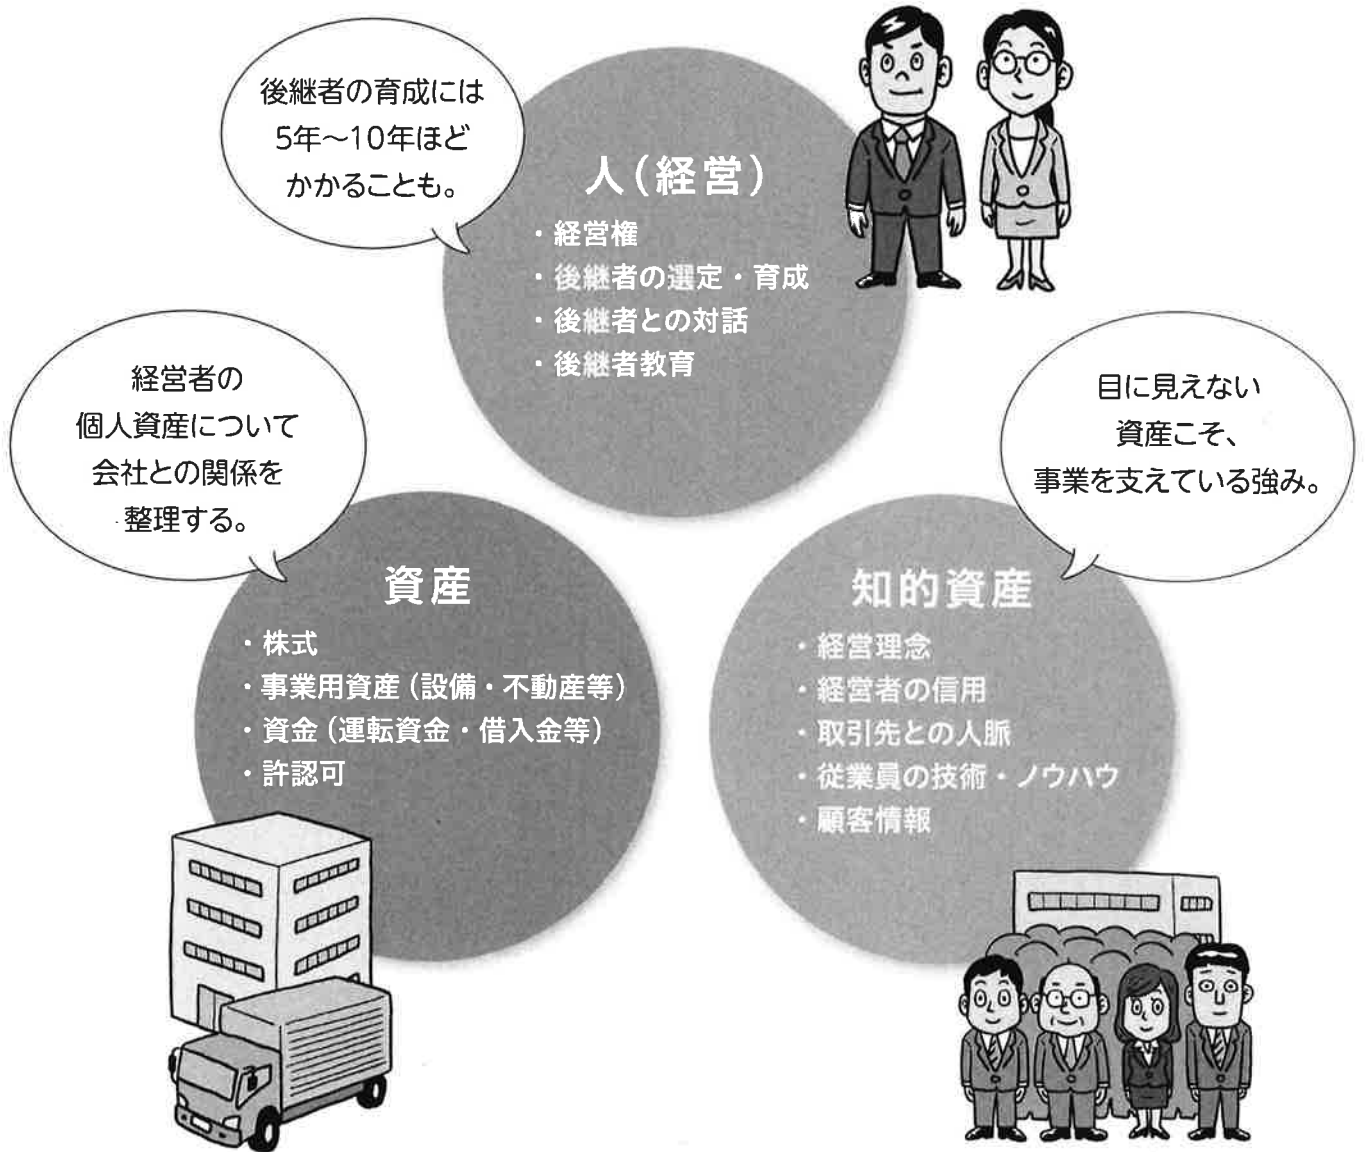 後継者の育成には
5年〜10年ほど
かかることも。
人（経営）
・経営権
・後継者の選定・育成
・後継者との対話
・後継者教育
経営者の
個人資産について
会社との関係を
整理する。
資産
・株式
・事業用資産（設備・不動産等）
・資金（運転資金・借入金等）
・許認可
目に見えない
資産こそ、
事業を支えている強み。
知的資産
・経営理念
・経営者の信用
・取引先との人脈
・従業員の技術・ノウハウ
・顧客情報